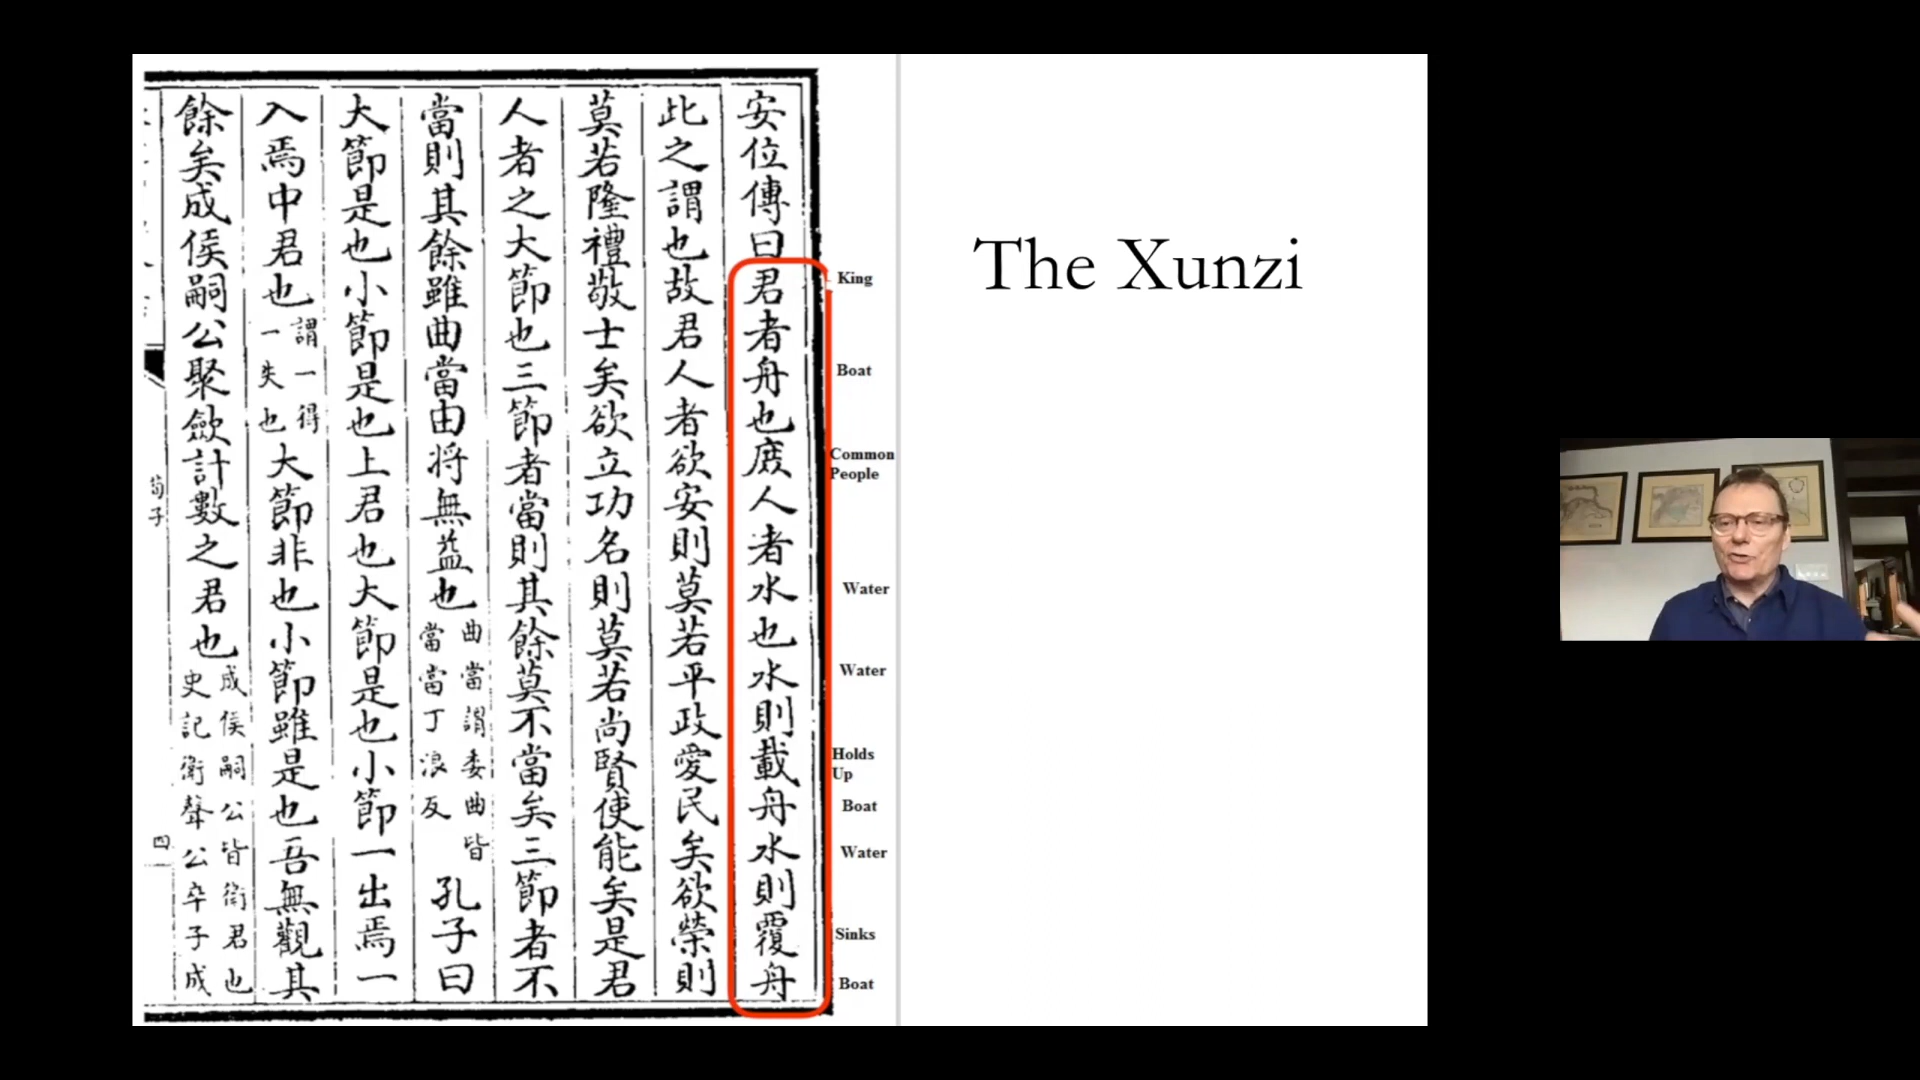 安位傳曰君者舟也庶人者水也水則載舟水則覆舟
此之謂也故君人者欲安則莫若平政愛民矣欲榮則
莫若隆禮敬士矣欲立功名則莫若尚賢使能矣是君
人者之大節也三節者當則其餘莫不當矣三節者不
當則其餘雖曲當由將無益也
曲當謂委曲皆
當當丁浪反
孔子曰
大節是也小節是也上君也大節是也小節一出焉一
入焉中君也
謂一得
一失也
大節非也小節雖是也吾無觀其
餘矣成侯嗣公聚斂計數之君也
成侯嗣公皆衛君也
史記衛聲公卒子成
荀子
四
King
Boat
Common
People
Water
Water
Holds
Up
Boat
Water
Sinks
Boat
The Xunzi